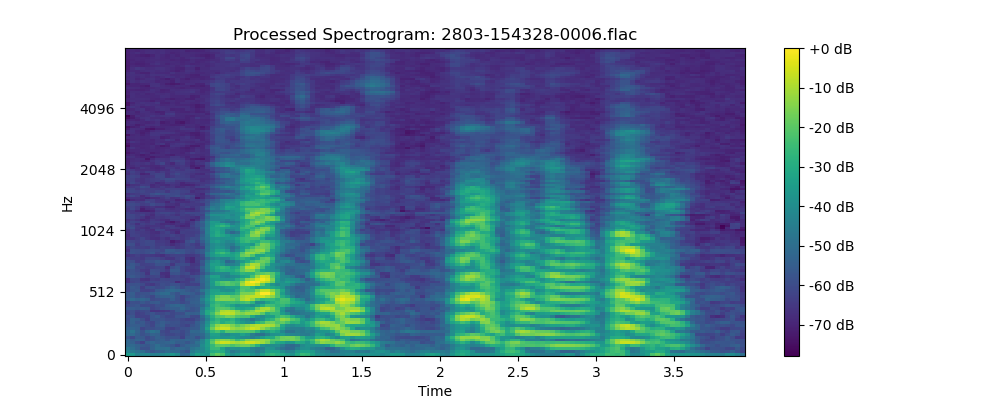 Processed Spectrogram: 2803-154328-0006.flac
Hz
4096
2048
1024
512
0
0 0.5 1 1.5 2 2.5 3 3.5
Time
+0 dB
-10 dB
-20 dB
-30 dB
-40 dB
-50 dB
-60 dB
-70 dB